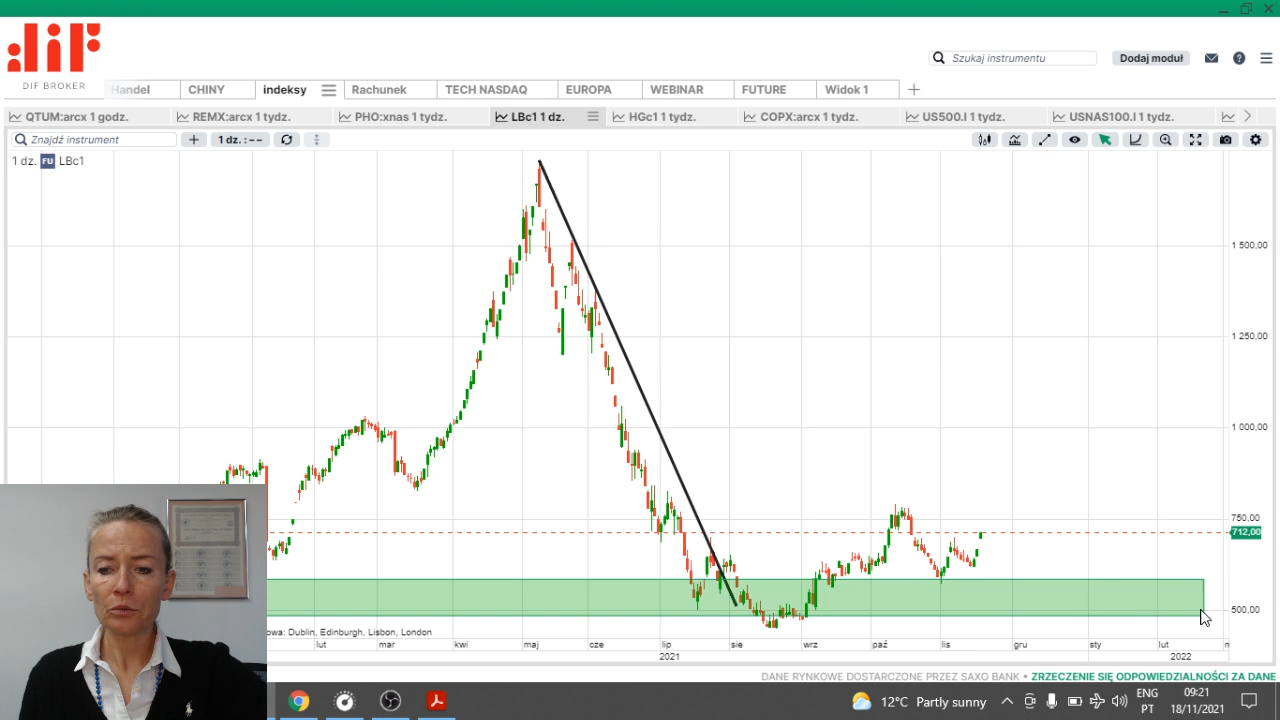 dif
DIF BROKER
Szukaj instrumentu
Dodaj moduł
Handel
CHINY
indeksy
Rachunek
TECH NASDAQ
EUROPA
WEBINAR
FUTURE
Widok 1
QTUM:arcx 1 godz.
REMX:arcx 1 tydz.
PHO:xnas 1 tydz.
LBc1 1 dz.
HGc1 1 tydz.
COPX:arcx 1 tydz.
US500.I 1 tydz.
USNAS100.I 1 tydz.
Znajdź instrument
1 dz. : --
1 dz. FU LBc1
1 500,00
1 250,00
1 000,00
750,00
712,00
500,00
owa: Dublin, Edinburgh, Lisbon, London
lut mar kwi maj cze lip sie wrz paź lis gru sty lut
2021 2022
DANE RYNKOWE DOSTARCZONE PRZEZ SAXO BANK • ZRZECZENIE SIĘ ODPOWIEDZIALNOŚCI ZA DANE
12°C Partly sunny
ENG
PT
09:21
18/11/2021